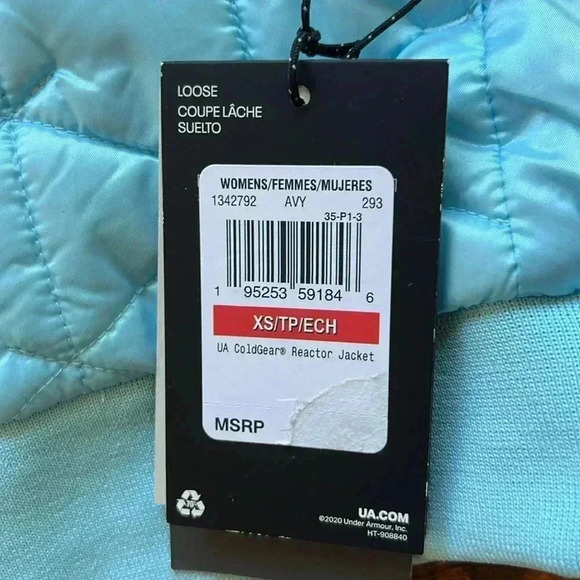 LOOSE
COUPE LÂCHE
SUELTO
WOMENS/FEMMES/MUJERES
1342792 AVY 293
35-P1-3
1 95253 59184 6
XS/TP/ECH
UA ColdGear® Reactor Jacket
MSRP
UA.COM
©2020 Under Armour, Inc.
HT-908840